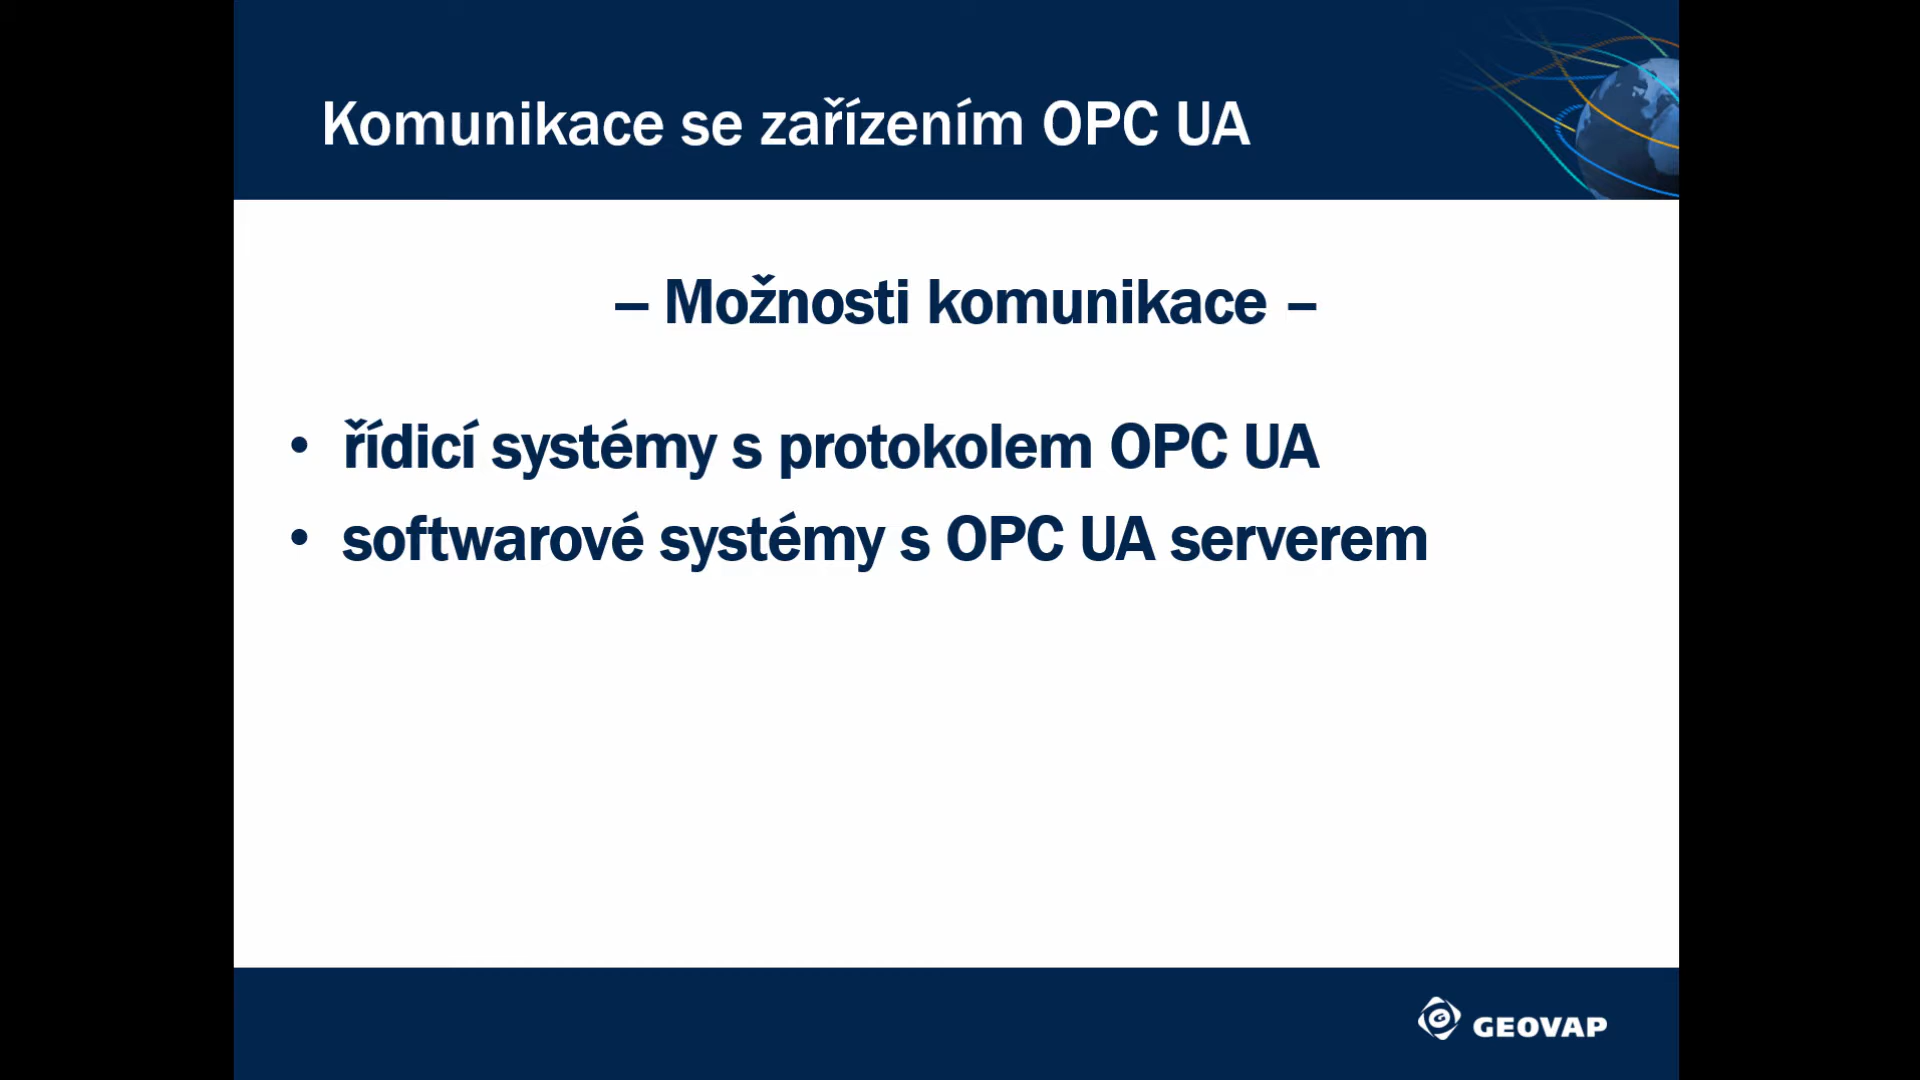 Komunikace se zařízením OPC UA
– Možnosti komunikace –
• řídicí systémy s protokolem OPC UA
• softwarové systémy s OPC UA serverem
GEOVAP